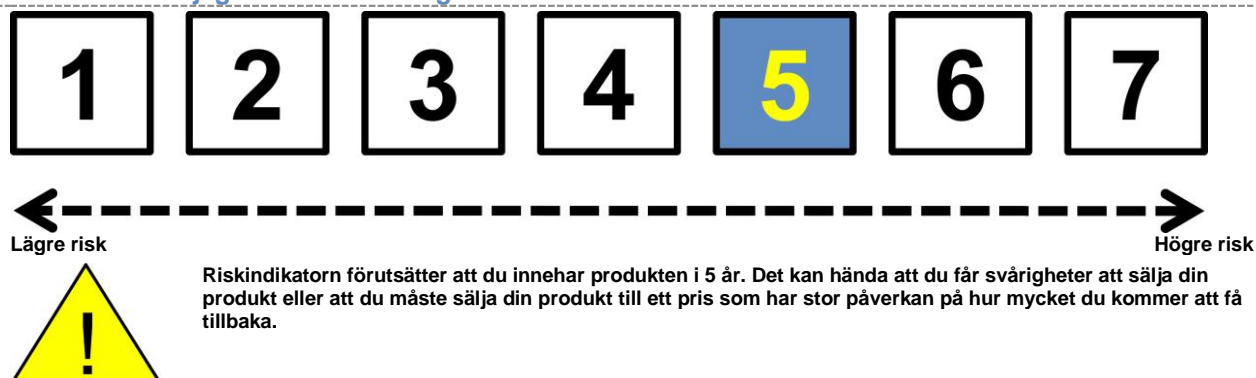 1 2 3 4 5 6 7
Lägre risk Högre risk
!
Riskindikatorn förutsätter att du innehar produkten i 5 år. Det kan hända att du får svårigheter att sälja din
produkt eller att du måste sälja din produkt till ett pris som har stor påverkan på hur mycket du kommer att få
tillbaka.